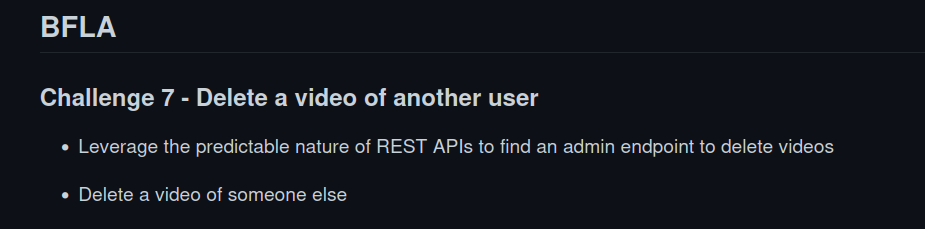 BFLA
Challenge 7 - Delete a video of another user
• Leverage the predictable nature of REST APIs to find an admin endpoint to delete videos
• Delete a video of someone else